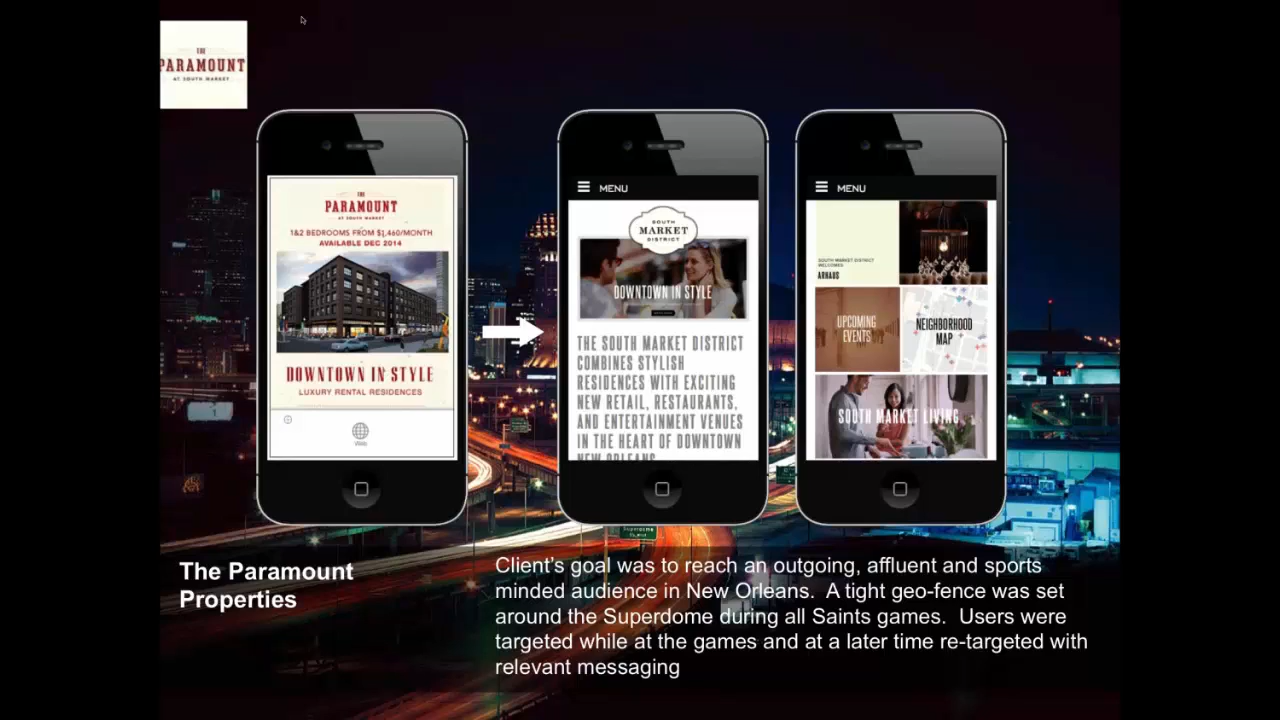 THE
PARAMOUNT
AT SOUTH MARKET
THE
PARAMOUNT
AT SOUTH MARKET
1&2 BEDROOMS FROM $1,460/MONTH
AVAILABLE DEC 2014
DOWNTOWN IN STYLE
LUXURY RENTAL RESIDENCES
Web
MENU
SOUTH
MARKET
DISTRICT
DOWNTOWN IN STYLE
THE SOUTH MARKET DISTRICT
COMBINES STYLISH
RESIDENCES WITH EXCITING
NEW RETAIL, RESTAURANTS,
AND ENTERTAINMENT VENUES
IN THE HEART OF DOWNTOWN
NEW ORLEANS
MENU
SOUTH MARKET DISTRICT
WELCOMES
ARHAUS
UPCOMING
EVENTS
NEIGHBORHOOD
MAP
SOUTH MARKET LIVING
The Paramount
Properties
Client’s goal was to reach an outgoing, affluent and sports
minded audience in New Orleans.  A tight geo-fence was set
around the Superdome during all Saints games.  Users were
targeted while at the games and at a later time re-targeted with
relevant messaging